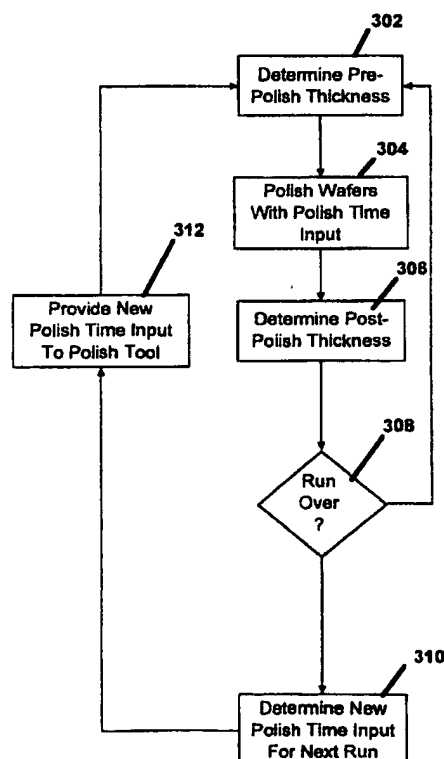 302
Determine Pre-
Polish Thickness
304
Polish Wafers
With Polish Time
Input
312
Provide New
Polish Time Input
To Polish Tool
306
Determine Post-
Polish Thickness
308
Run
Over
?
310
Determine New
Polish Time Input
For Next Run